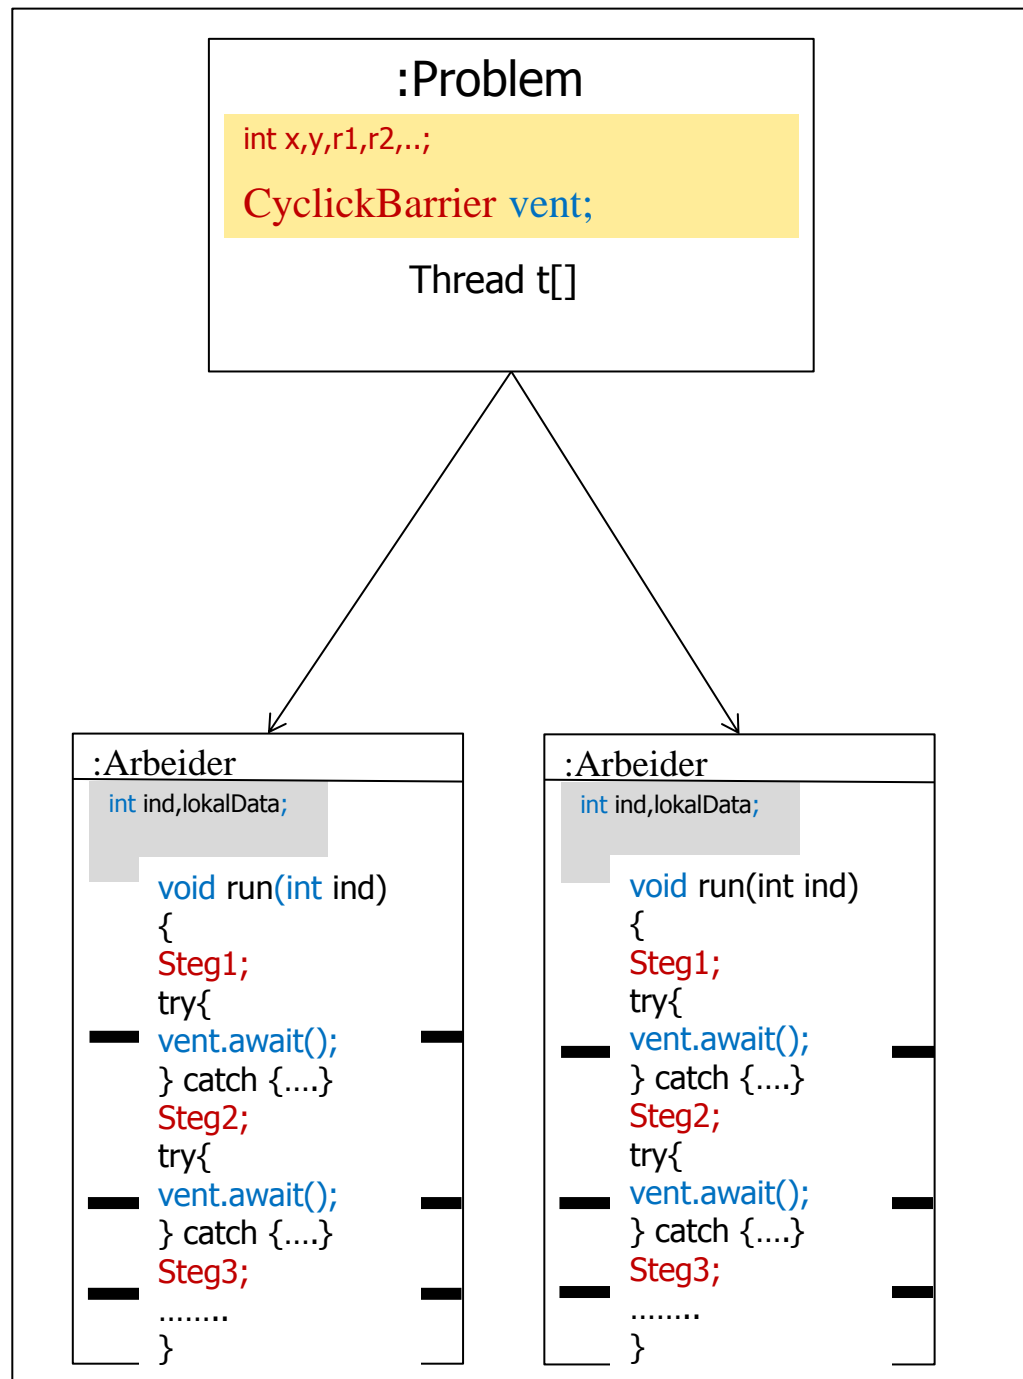 :Problem
int x,y,r1,r2,..;
CyclickBarrier vent;
Thread t[]
:Arbeider
int ind,lokalData;
void run(int ind)
{
Steg1;
try{
vent.await();
} catch {....}
Steg2;
try{
vent.await();
} catch {....}
Steg3;
........
}
:Arbeider
int ind,lokalData;
void run(int ind)
{
Steg1;
try{
vent.await();
} catch {....}
Steg2;
try{
vent.await();
} catch {....}
Steg3;
........
}